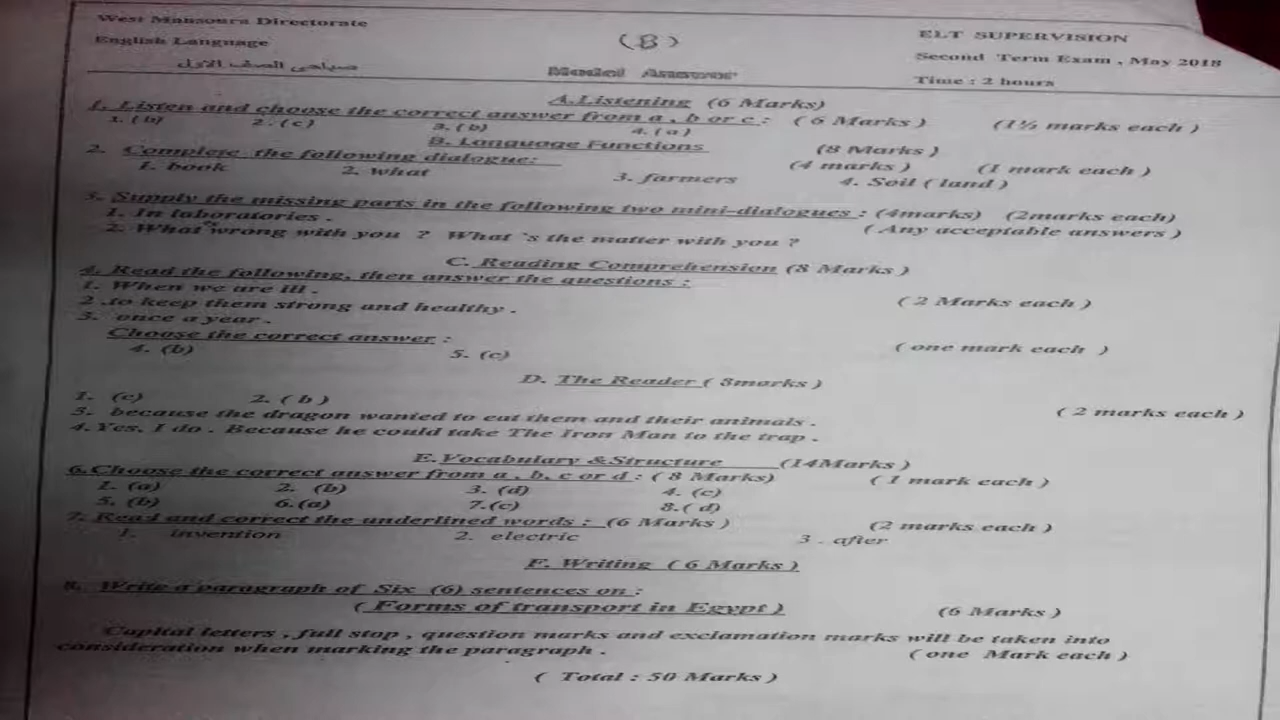 West Mansoura Directorate
English Language
صباحى الصف الاول
(B)
Model Answer
ELT SUPERVISION
Second Term Exam , May 2018
Time : 2 hours
A.Listening (6 Marks)
1. Listen and choose the correct answer from a , b or c : ( 6 Marks ) (1½ marks each )
1. (b) 2. (c) 3. (b) 4. (a)
B. Language Functions (8 Marks )
2. Complete the following dialogue: (4 marks ) (1 mark each )
1. book 2. what 3. farmers 4. Soil ( land )
3. Supply the missing parts in the following two mini-dialogues : (4marks) (2marks each)
1. In laboratories .
2. What's wrong with you ? What `s the matter with you ? ( Any acceptable answers )
C. Reading Comprehension (8 Marks )
4. Read the following, then answer the questions :
1. When we are ill .
2 .to keep them strong and healthy . ( 2 Marks each )
3. once a year .
Choose the correct answer :
4. (b) 5. (c) ( one mark each )
D. The Reader ( 8marks )
1. (c) 2. ( b )
3. because the dragon wanted to eat them and their animals . ( 2 marks each )
4. Yes, I do . Because he could take The Iron Man to the trap .
E.Vocabulary &Structure (14Marks )
6.Choose the correct answer from a , b, c or d : ( 8 Marks) ( 1 mark each )
1. (a) 2. (b) 3. (d) 4. (c)
5. (b) 6.(a) 7.(c) 8.( d)
7. Read and correct the underlined words : (6 Marks ) (2 marks each )
1. invention 2. electric 3 . after
F. Writing ( 6 Marks )
8. Write a paragraph of Six (6) sentences on :
( Forms of transport in Egypt ) (6 Marks )
Capital letters , full stop , question marks and exclamation marks will be taken into
consideration when marking the paragraph . ( one Mark each )
( Total : 50 Marks )